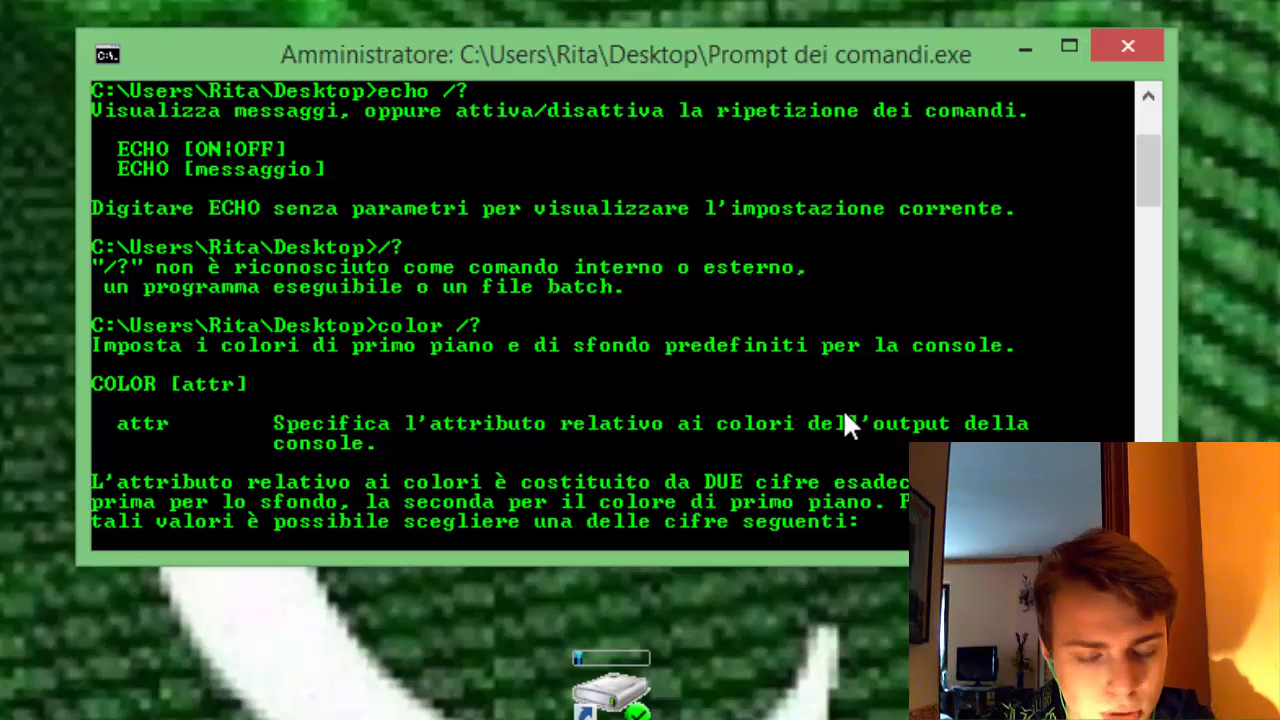 Amministratore: C:\Users\Rita\Desktop\Prompt dei comandi.exe
C:\.
C:\Users\Rita\Desktop>echo /?
Visualizza messaggi, oppure attiva/disattiva la ripetizione dei comandi.
ECHO [ON|OFF]
ECHO [messaggio]
Digitare ECHO senza parametri per visualizzare l'impostazione corrente.
C:\Users\Rita\Desktop>/?
"/?" non è riconosciuto come comando interno o esterno,
un programma eseguibile o un file batch.
C:\Users\Rita\Desktop>color /?
Imposta i colori di primo piano e di sfondo predefiniti per la console.
COLOR [attr]
attr Specifica l'attributo relativo ai colori dell'output della
console.
L'attributo relativo ai colori è costituito da DUE cifre esadec
prima per lo sfondo, la seconda per il colore di primo piano.
tali valori è possibile scegliere una delle cifre seguenti: